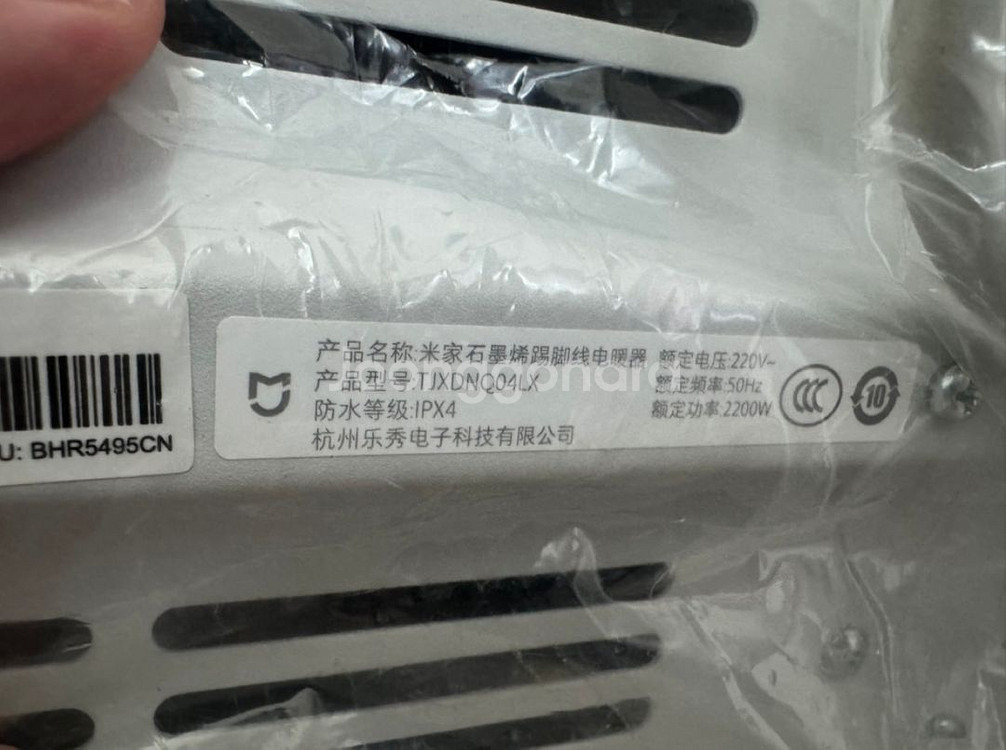 产品名称:米家石墨烯踢脚线电暖器
产品型号:TJXDNQ04LX
防水等级:IPX4
杭州乐秀电子科技有限公司
额定电压:220V~
额定频率:50Hz
额定功率:2200W
CCC
10
U: BHR5495CN